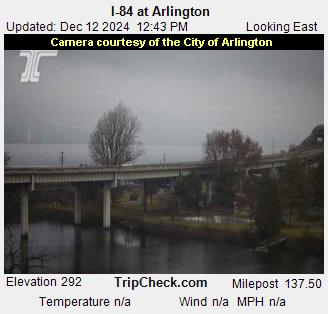 I-84 at Arlington
Updated: Dec 12 2024 12:43 PM Looking East
Camera courtesy of the City of Arlington
Elevation 292 TripCheck.com Milepost 137.50
Temperature n/a Wind n/a MPH n/a